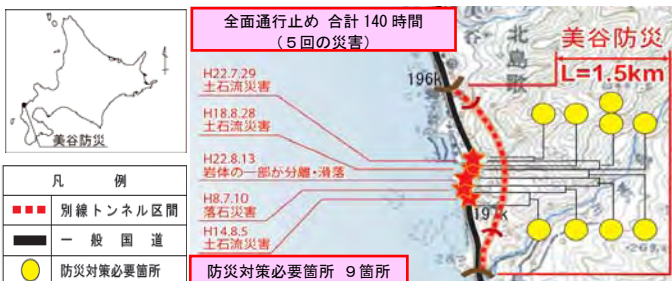 全面通行止め 合計 140 時間
（５回の災害）
美谷防災
L=1.5km
北島歌
196k
H22.7.29
土石流災害
H18.8.28
土石流災害
H22.8.13
岩体の一部が分離・滑落
H8.7.10
落石災害
H14.8.5
土石流災害
197k
防災対策必要箇所 ９箇所
美谷防災
凡 例
別線トンネル区間
一 般 国 道
防災対策必要箇所